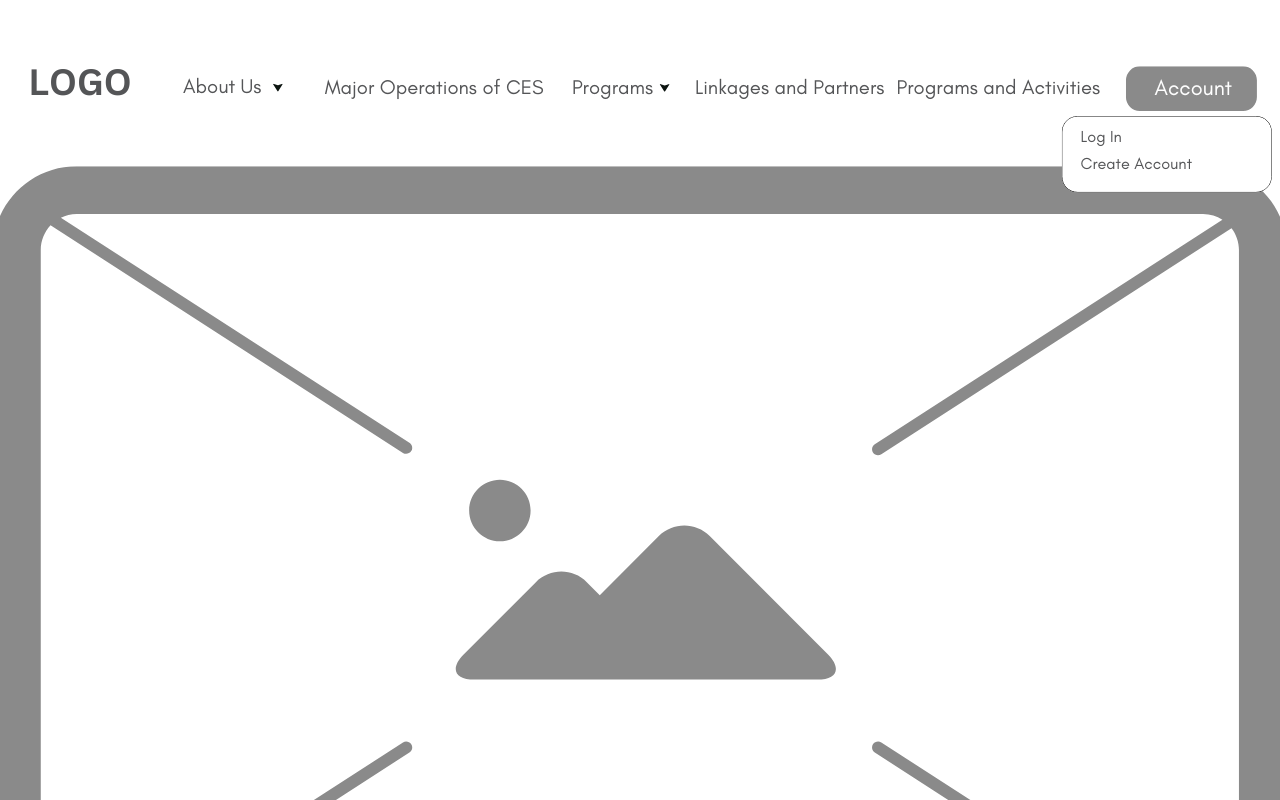 LOGO
About Us
Major Operations of CES
Programs
Linkages and Partners
Programs and Activities
Account
Log In
Create Account